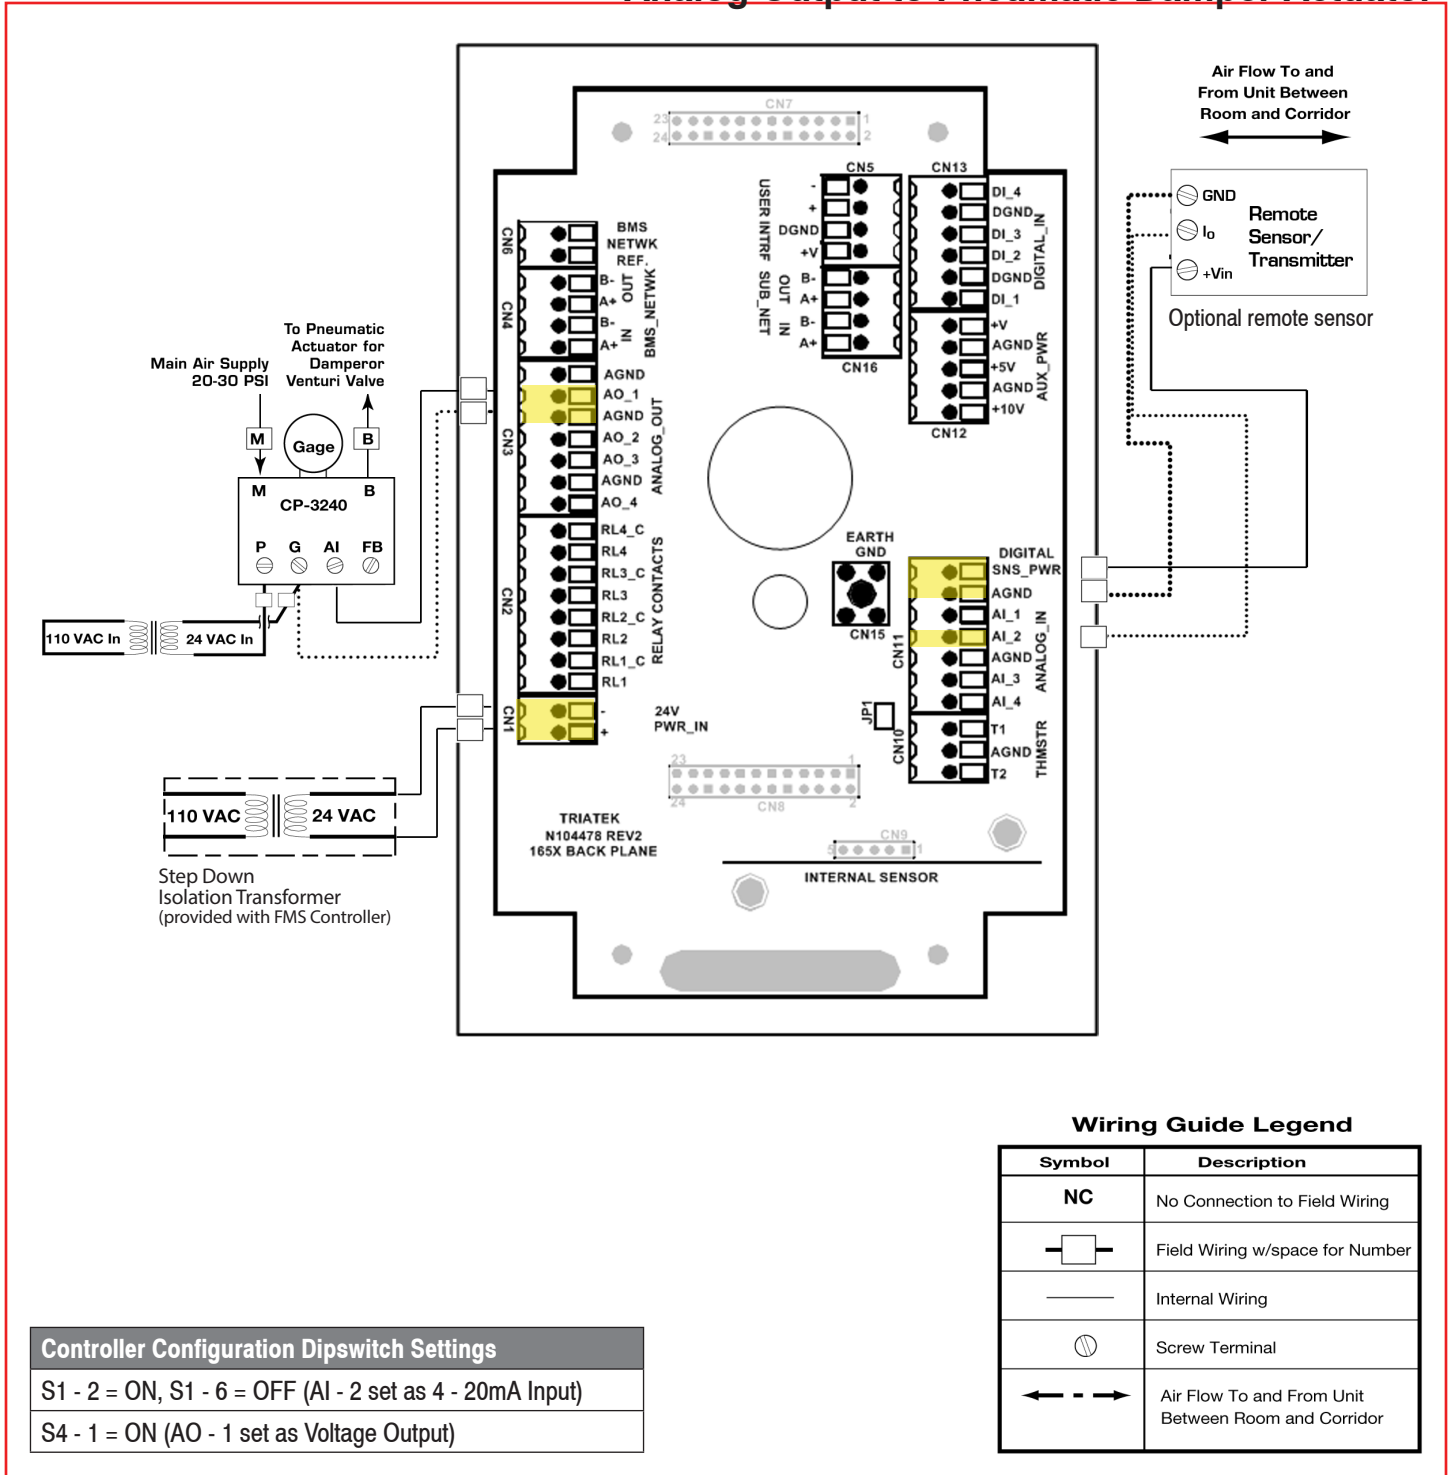 Analog Output to Pneumatic Damper Actuator
Air Flow To and
From Unit Between
Room and Corridor
GND
Io
+Vin
Remote
Sensor/
Transmitter
Optional remote sensor
CN7
23
1
24
2
CN5
-
+
DGND
+V
USER INTRF
B-
A+
B-
A+
OUT
IN
SUB_NET
CN16
CN13
DI_4
DGND
DI_3
DI_2
DGND
DI_1
DIGITAL_IN
+V
AGND
+5V
AGND
+10V
AUX_PWR
CN12
CN6
BMS
NETWK
REF.
CN4
B-
A+
B-
A+
OUT
IN
BMS_NETWK
CN3
AGND
AO_1
AGND
AO_2
AO_3
AGND
AO_4
ANALOG_OUT
CN2
RL4_C
RL4
RL3_C
RL3
RL2_C
RL2
RL1_C
RL1
RELAY CONTACTS
CN1
-
+
24V
PWR_IN
To Pneumatic
Actuator for
Damperor
Venturi Valve
Main Air Supply
20-30 PSI
M
Gage
B
M
B
CP-3240
P
G
AI
FB
110 VAC In
24 VAC In
110 VAC
24 VAC
Step Down
Isolation Transformer
(provided with FMS Controller)
EARTH
GND
CN15
DIGITAL
SNS_PWR
AGND
AI_1
AI_2
AGND
AI_3
AI_4
CN11
ANALOG_IN
JP1
CN10
T1
AGND
T2
THMSTR
23
1
24
2
CN8
TRIATEK
N104478 REV2
165X BACK PLANE
CN9
5
1
INTERNAL SENSOR
Wiring Guide Legend
Symbol
Description
NC
No Connection to Field Wiring
Field Wiring w/space for Number
Internal Wiring
Screw Terminal
Air Flow To and From Unit
Between Room and Corridor
Controller Configuration Dipswitch Settings
S1 - 2 = ON, S1 - 6 = OFF (AI - 2 set as 4 - 20mA Input)
S4 - 1 = ON (AO - 1 set as Voltage Output)